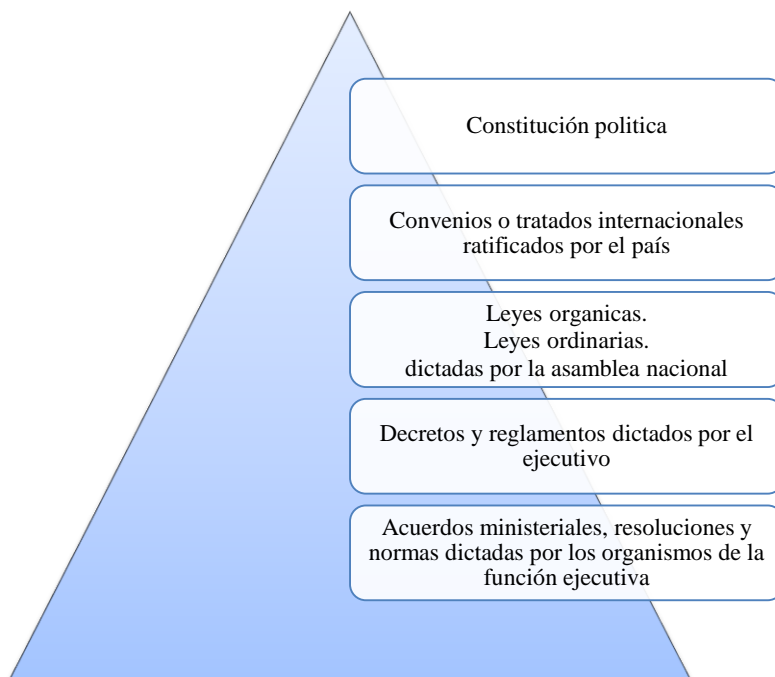 Constitución politica
Convenios o tratados internacionales
ratificados por el país
Leyes organicas.
Leyes ordinarias.
dictadas por la asamblea nacional
Decretos y reglamentos dictados por el
ejecutivo
Acuerdos ministeriales, resoluciones y
normas dictadas por los organismos de la
función ejecutiva